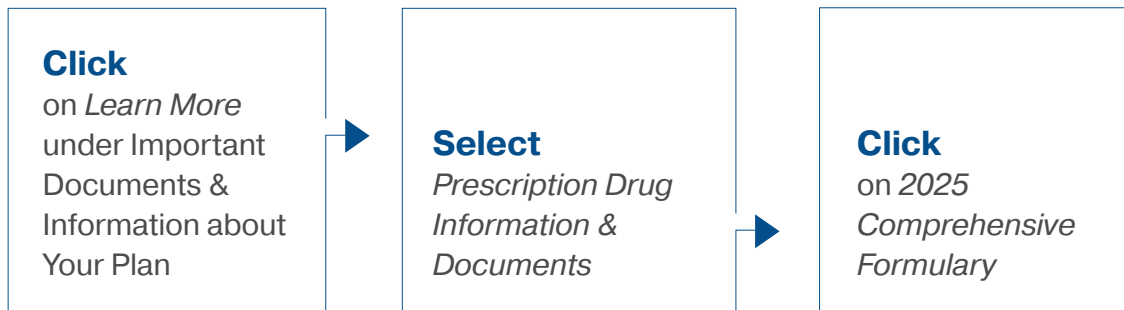 Click
on Learn More
under Important
Documents &
Information about
Your Plan
Select
Prescription Drug
Information &
Documents
Click
on 2025
Comprehensive
Formulary